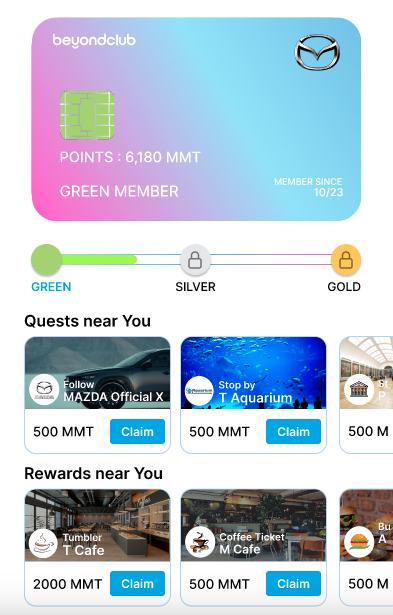 beyondclub
POINTS : 6,180 MMT
GREEN MEMBER
MEMBER SINCE
10/23
GREEN
SILVER
GOLD
Quests near You
Follow
MAZDA Official X
500 MMT
Claim
Aquarium
Stop by
T Aquarium
500 MMT
Claim
P
500 M
Rewards near You
Tumbler
T Cafe
2000 MMT
Claim
Coffee Ticket
M Cafe
500 MMT
Claim
Bu
A
500 M